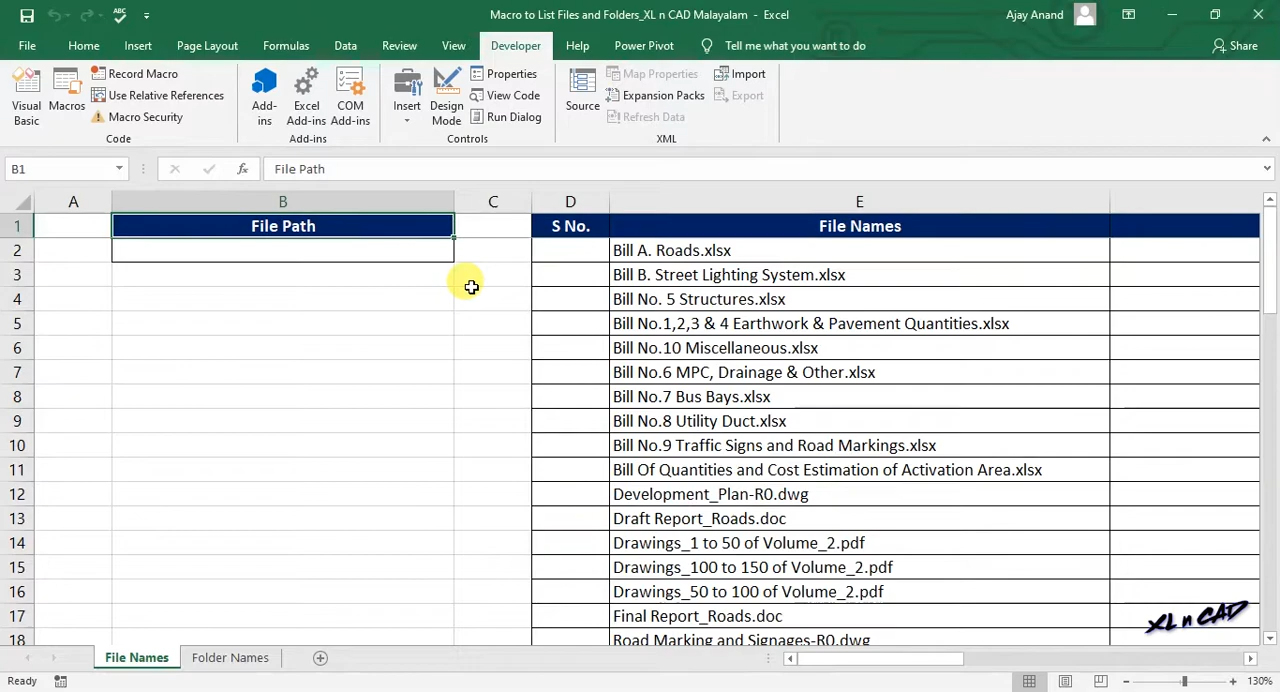 Macro to List Files and Folders_XL n CAD Malayalam - Excel
Ajay Anand
File
Home
Insert
Page Layout
Formulas
Data
Review
View
Developer
Help
Power Pivot
Tell me what you want to do
Share
Visual Basic
Macros
Record Macro
Use Relative References
Macro Security
Code
Add-ins
Excel Add-ins
COM Add-ins
Add-ins
Insert
Design Mode
Properties
View Code
Run Dialog
Controls
Source
Map Properties
Expansion Packs
Refresh Data
Import
Export
XML
B1
fx
File Path
A B C D E
1 File Path S No. File Names
2 Bill A. Roads.xlsx
3 Bill B. Street Lighting System.xlsx
4 Bill No. 5 Structures.xlsx
5 Bill No.1,2,3 & 4 Earthwork & Pavement Quantities.xlsx
6 Bill No.10 Miscellaneous.xlsx
7 Bill No.6 MPC, Drainage & Other.xlsx
8 Bill No.7 Bus Bays.xlsx
9 Bill No.8 Utility Duct.xlsx
10 Bill No.9 Traffic Signs and Road Markings.xlsx
11 Bill Of Quantities and Cost Estimation of Activation Area.xlsx
12 Development_Plan-R0.dwg
13 Draft Report_Roads.doc
14 Drawings_1 to 50 of Volume_2.pdf
15 Drawings_100 to 150 of Volume_2.pdf
16 Drawings_50 to 100 of Volume_2.pdf
17 Final Report_Roads.doc
18 Road Marking and Signages-R0.dwg
XL n CAD
File Names
Folder Names
Ready
130%